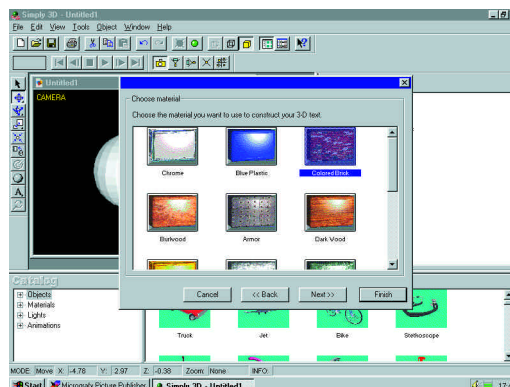 Simply 3D - Untitled1
File Edit View Tools Object Window Help
Untitled1
CAMERA
Choose material
Choose the material you want to use to construct your 3-D text.
Chrome Blue Plastic Colored Brick
Burlwood Armor Dark Wood
Cancel << Back Next >> Finish
Catalog
Objects
Materials
Lights
Animations
Truck Jet Bike Stethoscope
MODE: Move X: -4.78 Y: 2.97 Z: -0.38 Zoom: None INFO:
Start Micrografx Picture Publisher Simply 3D - Untitled1